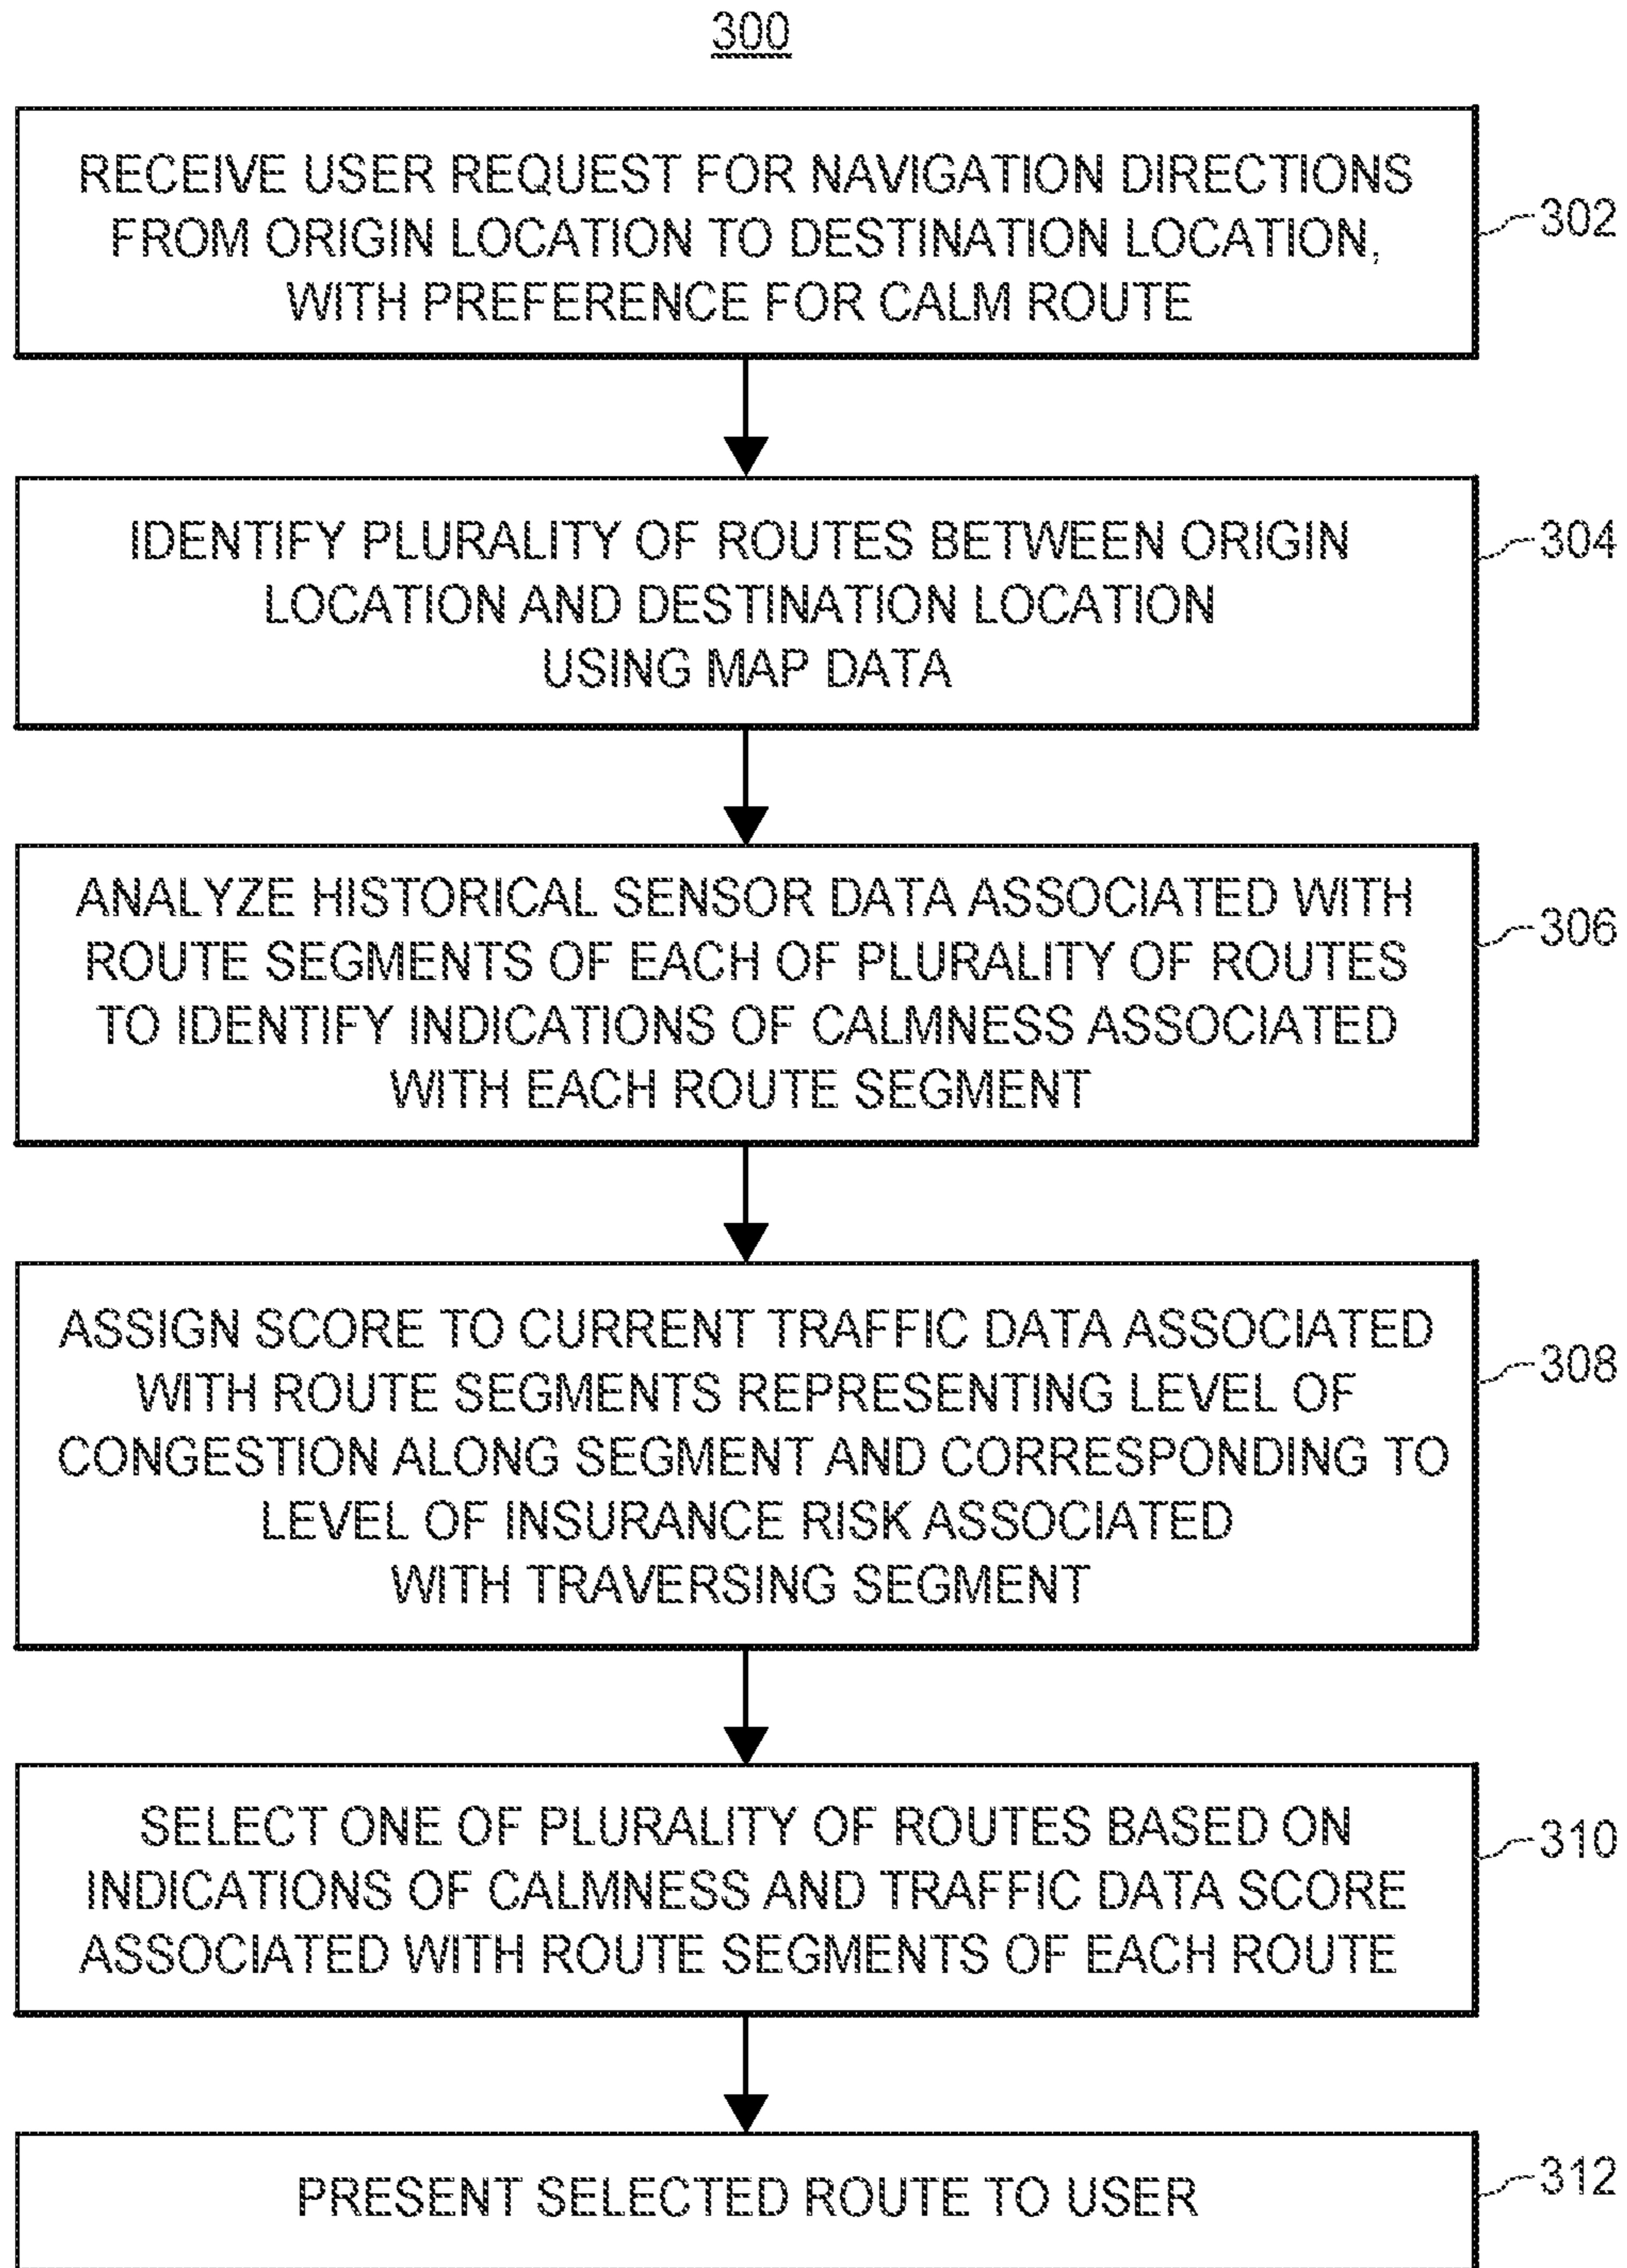 300
RECEIVE USER REQUEST FOR NAVIGATION DIRECTIONS
FROM ORIGIN LOCATION TO DESTINATION LOCATION,
WITH PREFERENCE FOR CALM ROUTE
302
IDENTIFY PLURALITY OF ROUTES BETWEEN ORIGIN
LOCATION AND DESTINATION LOCATION
USING MAP DATA
304
ANALYZE HISTORICAL SENSOR DATA ASSOCIATED WITH
ROUTE SEGMENTS OF EACH OF PLURALITY OF ROUTES
TO IDENTIFY INDICATIONS OF CALMNESS ASSOCIATED
WITH EACH ROUTE SEGMENT
306
ASSIGN SCORE TO CURRENT TRAFFIC DATA ASSOCIATED
WITH ROUTE SEGMENTS REPRESENTING LEVEL OF
CONGESTION ALONG SEGMENT AND CORRESPONDING TO
LEVEL OF INSURANCE RISK ASSOCIATED
WITH TRAVERSING SEGMENT
308
SELECT ONE OF PLURALITY OF ROUTES BASED ON
INDICATIONS OF CALMNESS AND TRAFFIC DATA SCORE
ASSOCIATED WITH ROUTE SEGMENTS OF EACH ROUTE
310
PRESENT SELECTED ROUTE TO USER
312